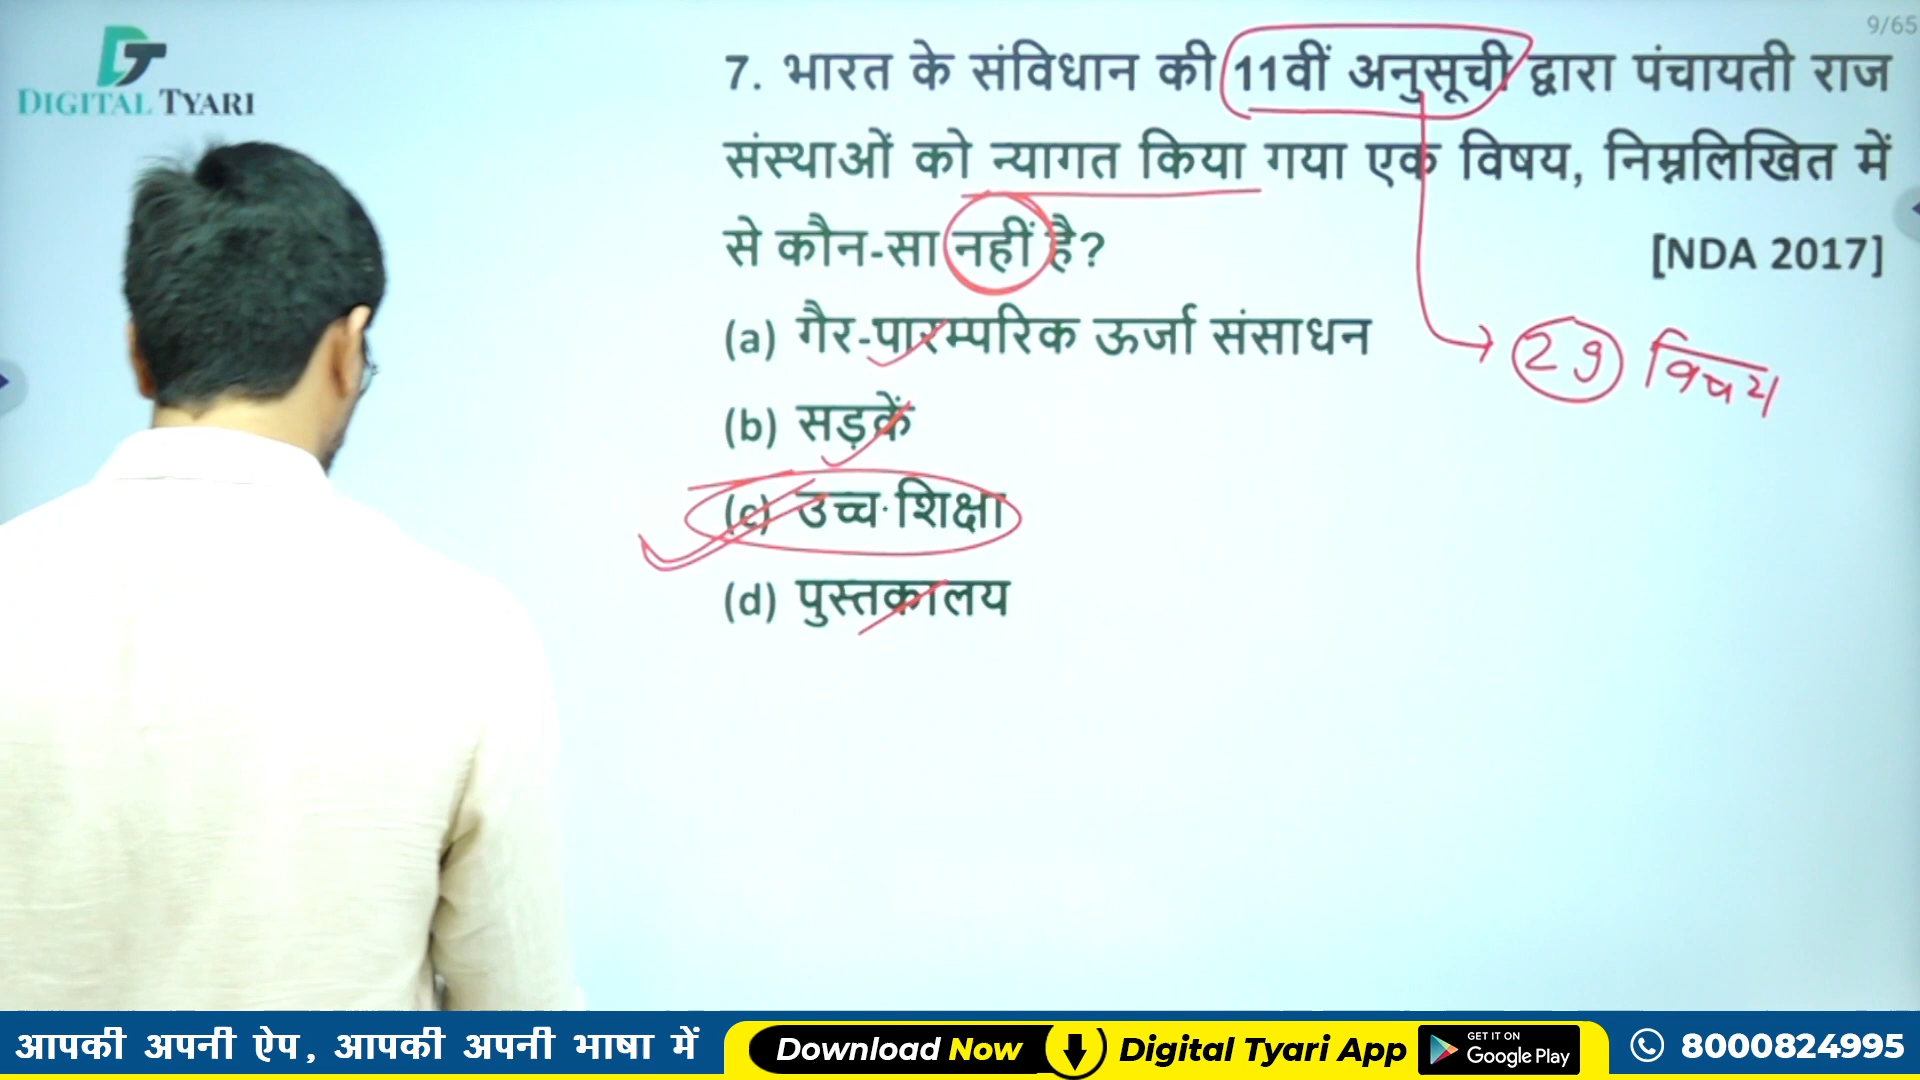 9/65
DIGITAL TYARI
7. भारत के संविधान की 11वीं अनुसूची द्वारा पंचायती राज
संस्थाओं को न्यागत किया गया एक विषय, निम्नलिखित में
से कौन-सा नहीं है? [NDA 2017]
(a) गैर-पारम्परिक ऊर्जा संसाधन
29 विषय
(b) सड़कें
(c) उच्च शिक्षा
(d) पुस्तकालय
आपकी अपनी ऐप, आपकी अपनी भाषा में
Download Now
Digital Tyari App
GET IT ON
Google Play
8000824995